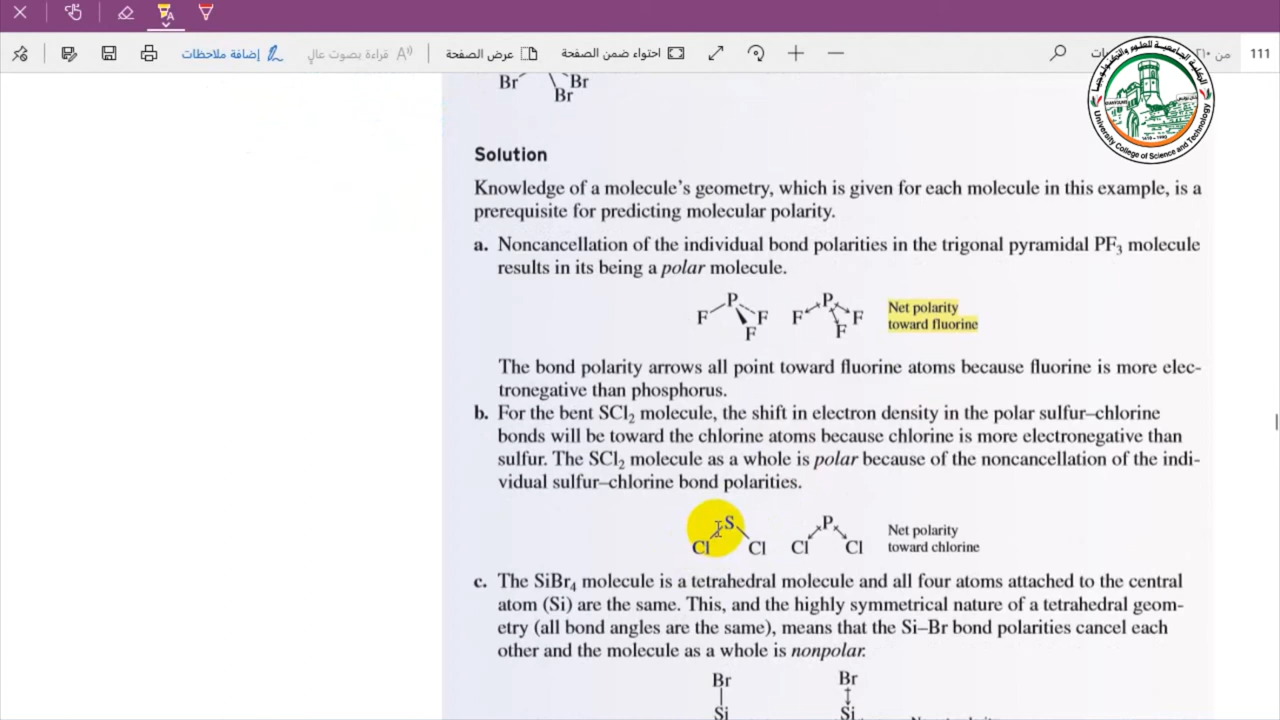 إضافة ملاحظات
قراءة بصوت عالٍ
عرض الصفحة
احتواء ضمن الصفحة
من
111
University College of Science and Technology
Br
Br
Br
Solution
Knowledge of a molecule's geometry, which is given for each molecule in this example, is a
prerequisite for predicting molecular polarity.
a. Noncancellation of the individual bond polarities in the trigonal pyramidal PF₃ molecule
results in its being a polar molecule.
P P Net polarity
F F F F toward fluorine
F F
The bond polarity arrows all point toward fluorine atoms because fluorine is more elec-
tronegative than phosphorus.
b. For the bent SCl₂ molecule, the shift in electron density in the polar sulfur–chlorine
bonds will be toward the chlorine atoms because chlorine is more electronegative than
sulfur. The SCl₂ molecule as a whole is polar because of the noncancellation of the indi-
vidual sulfur–chlorine bond polarities.
S P Net polarity
Cl Cl Cl Cl toward chlorine
c. The SiBr₄ molecule is a tetrahedral molecule and all four atoms attached to the central
atom (Si) are the same. This, and the highly symmetrical nature of a tetrahedral geom-
etry (all bond angles are the same), means that the Si–Br bond polarities cancel each
other and the molecule as a whole is nonpolar.
Br Br
Si Si